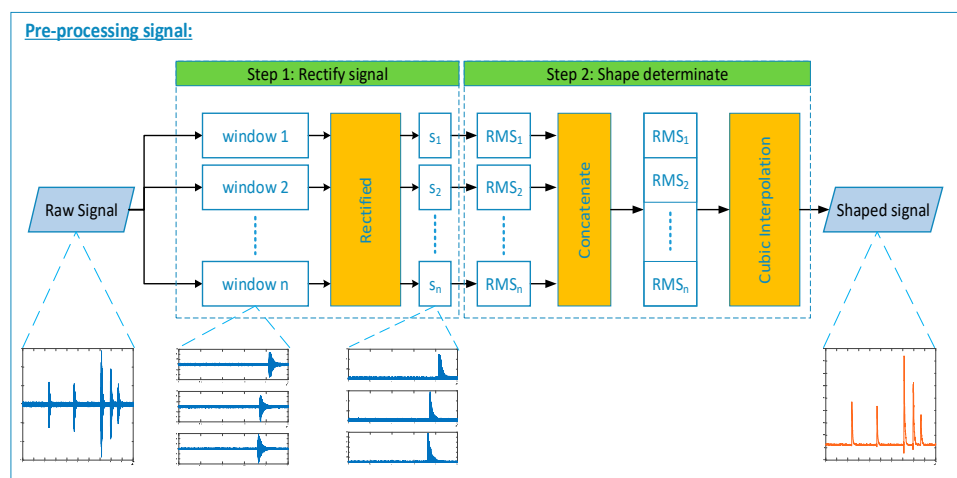 Pre-processing signal:
Step 1: Rectify signal
Step 2: Shape determinate
Raw Signal
window 1
window 2
window n
Rectified
s1
s2
sn
RMS1
RMS2
RMSn
Concatenate
RMS1
RMS2
RMSn
Cubic Interpolation
Shaped signal